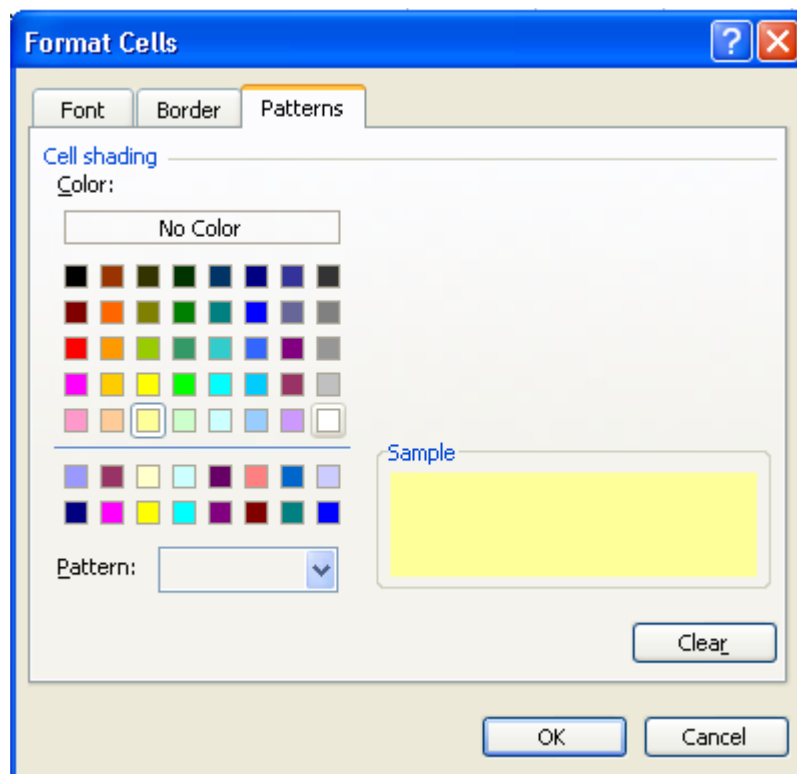 Format Cells
?
Font Border Patterns
Cell shading
Color:
No Color
Sample
Pattern:
Clear
OK Cancel